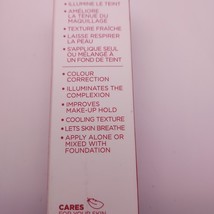 • ILLUMINE LE TEINT
• AMÉLIORE
LA TENUE DU
MAQUILLAGE
• TEXTURE FRAÎCHE
• LAISSE RESPIRER
LA PEAU
• S'APPLIQUE SEUL
OU MÉLANGÉ À
UN FOND DE TEINT
• COLOUR
CORRECTION
• ILLUMINATES THE
COMPLEXION
• IMPROVES
MAKE-UP HOLD
• COOLING TEXTURE
• LETS SKIN BREATHE
• APPLY ALONE OR
MIXED WITH
FOUNDATION
CARES
FOR YOUR SKIN